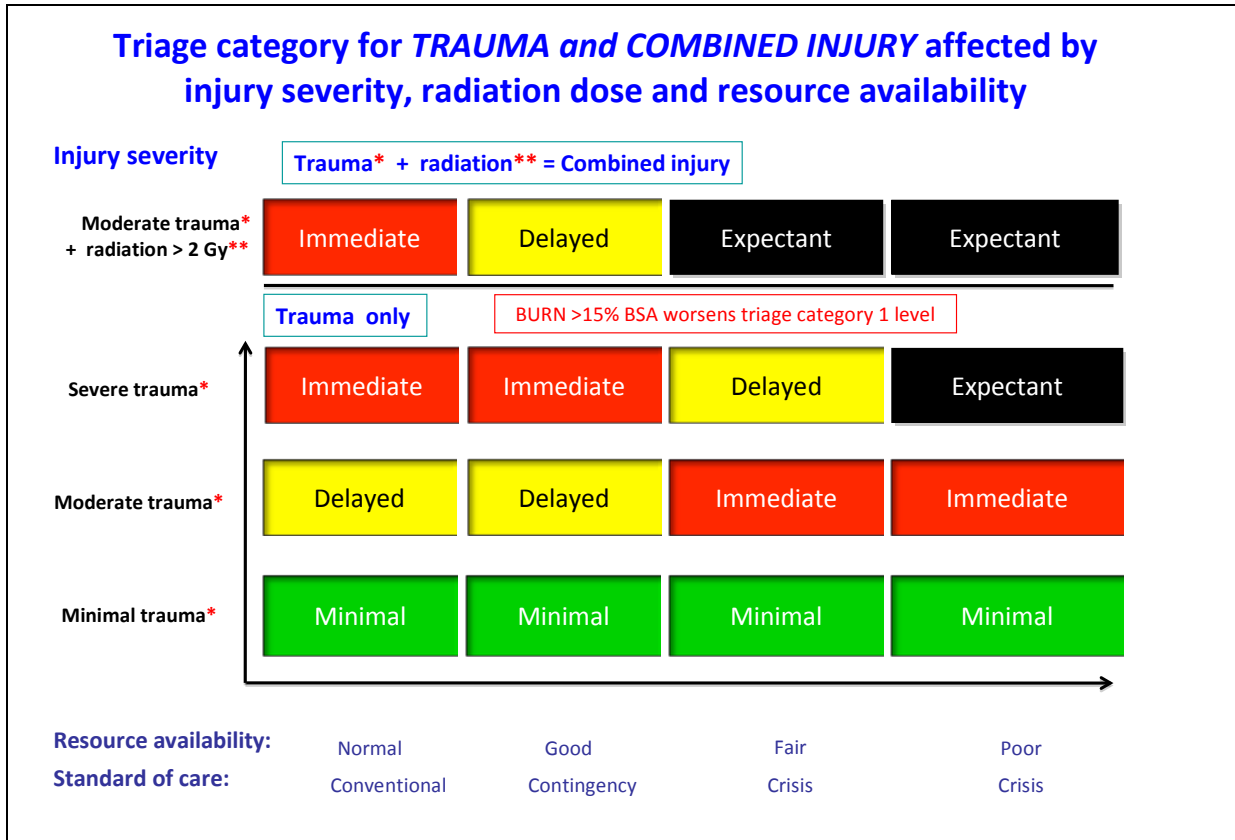 Triage category for TRAUMA and COMBINED INJURY affected by
injury severity, radiation dose and resource availability
Injury severity
Trauma* + radiation** = Combined injury
Moderate trauma*
+ radiation > 2 Gy**
Immediate Delayed Expectant Expectant
Trauma only
BURN >15% BSA worsens triage category 1 level
Severe trauma* Immediate Immediate Delayed Expectant
Moderate trauma* Delayed Delayed Immediate Immediate
Minimal trauma* Minimal Minimal Minimal Minimal
Resource availability: Normal Good Fair Poor
Standard of care: Conventional Contingency Crisis Crisis